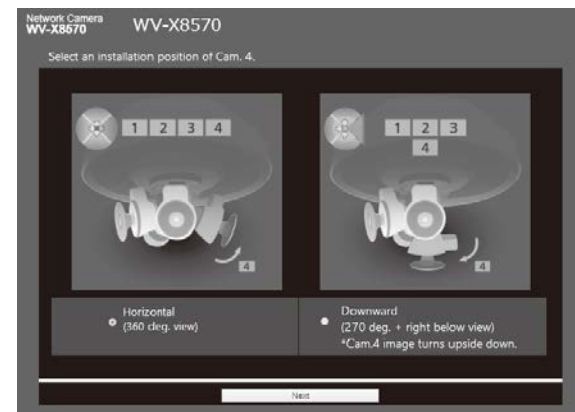 Network Camera
WV-X8570
WV-X8570
Select an installation position of Cam. 4.
1 2 3 4
4
1 2 3
4
4
Horizontal
(360 deg. view)
Downward
(270 deg. + right below view)
*Cam.4 image turns upside down.
Next